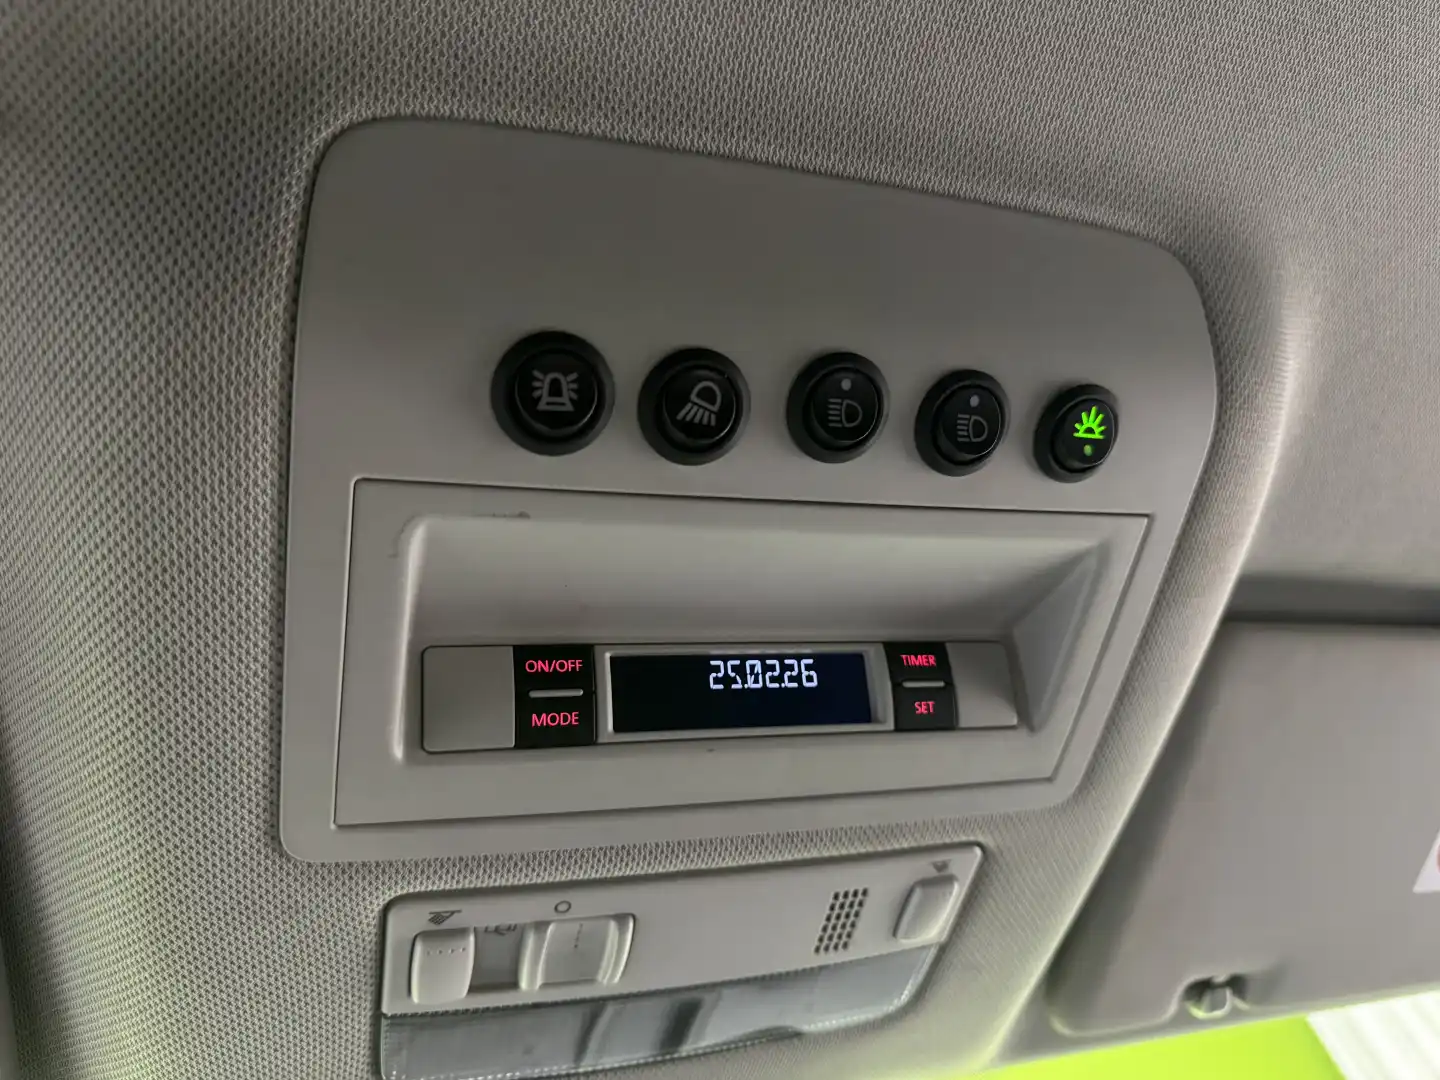 ON/OFF
MODE
25.02.26
TIMER
SET